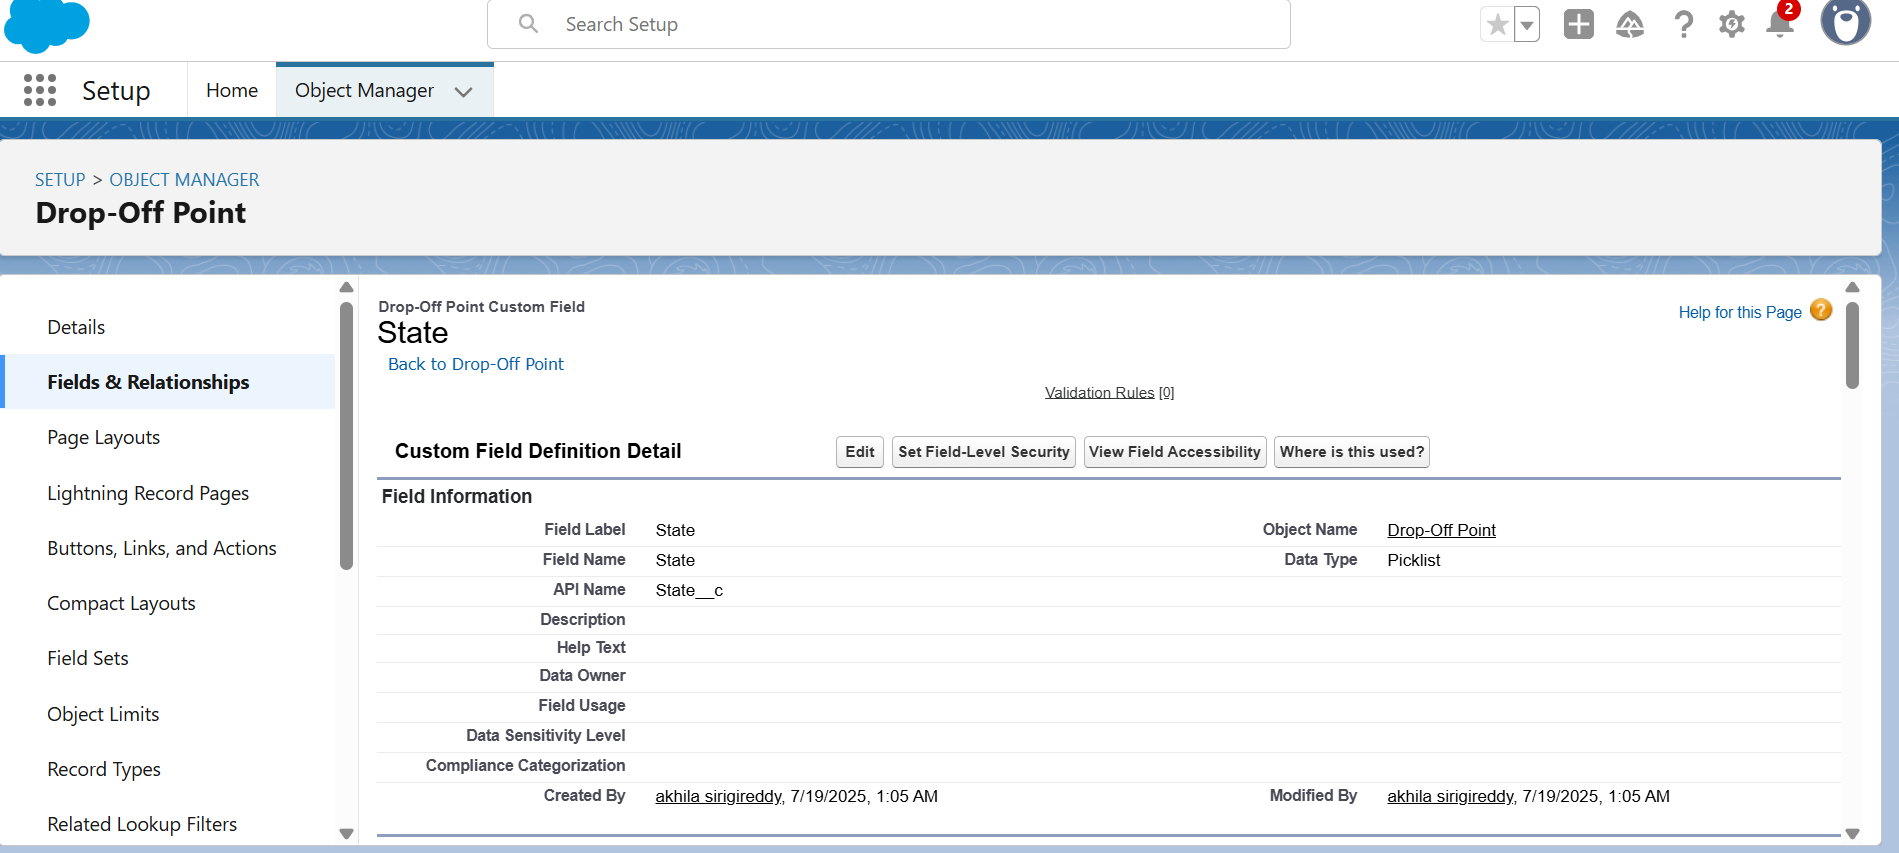 Search Setup
2
Setup
Home
Object Manager
SETUP > OBJECT MANAGER
Drop-Off Point
Details
Fields & Relationships
Page Layouts
Lightning Record Pages
Buttons, Links, and Actions
Compact Layouts
Field Sets
Object Limits
Record Types
Related Lookup Filters
Drop-Off Point Custom Field
State
Back to Drop-Off Point
Help for this Page ?
Validation Rules [0]
Custom Field Definition Detail Edit Set Field-Level Security View Field Accessibility Where is this used?
Field Information
Field Label State Object Name Drop-Off Point
Field Name State Data Type Picklist
API Name State__c
Description
Help Text
Data Owner
Field Usage
Data Sensitivity Level
Compliance Categorization
Created By akhila sirigireddy, 7/19/2025, 1:05 AM Modified By akhila sirigireddy, 7/19/2025, 1:05 AM